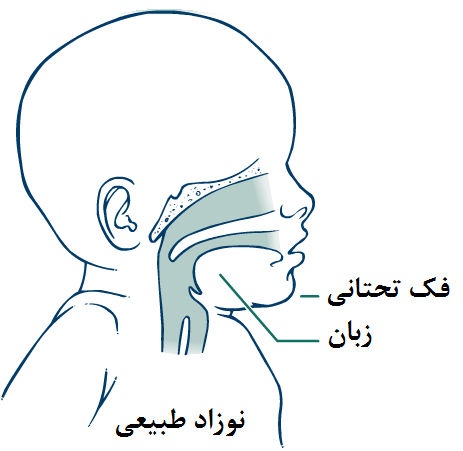 فک تحتانی
زبان
نوزاد طبیعی